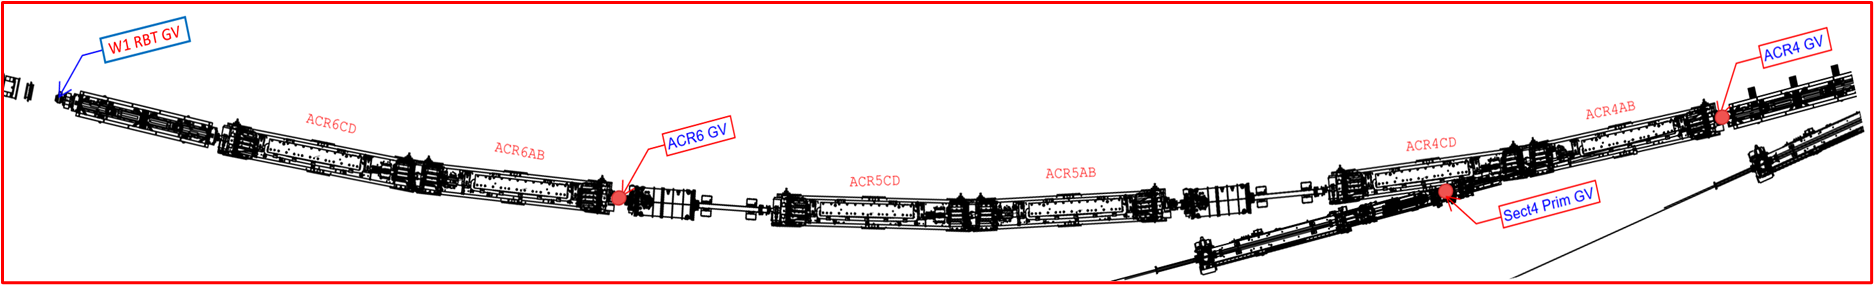 W1 RBT GV
ACR6CD
ACR6AB
ACR6 GV
ACR5CD
ACR5AB
ACR4CD
Sect4 Prim GV
ACR4AB
ACR4 GV